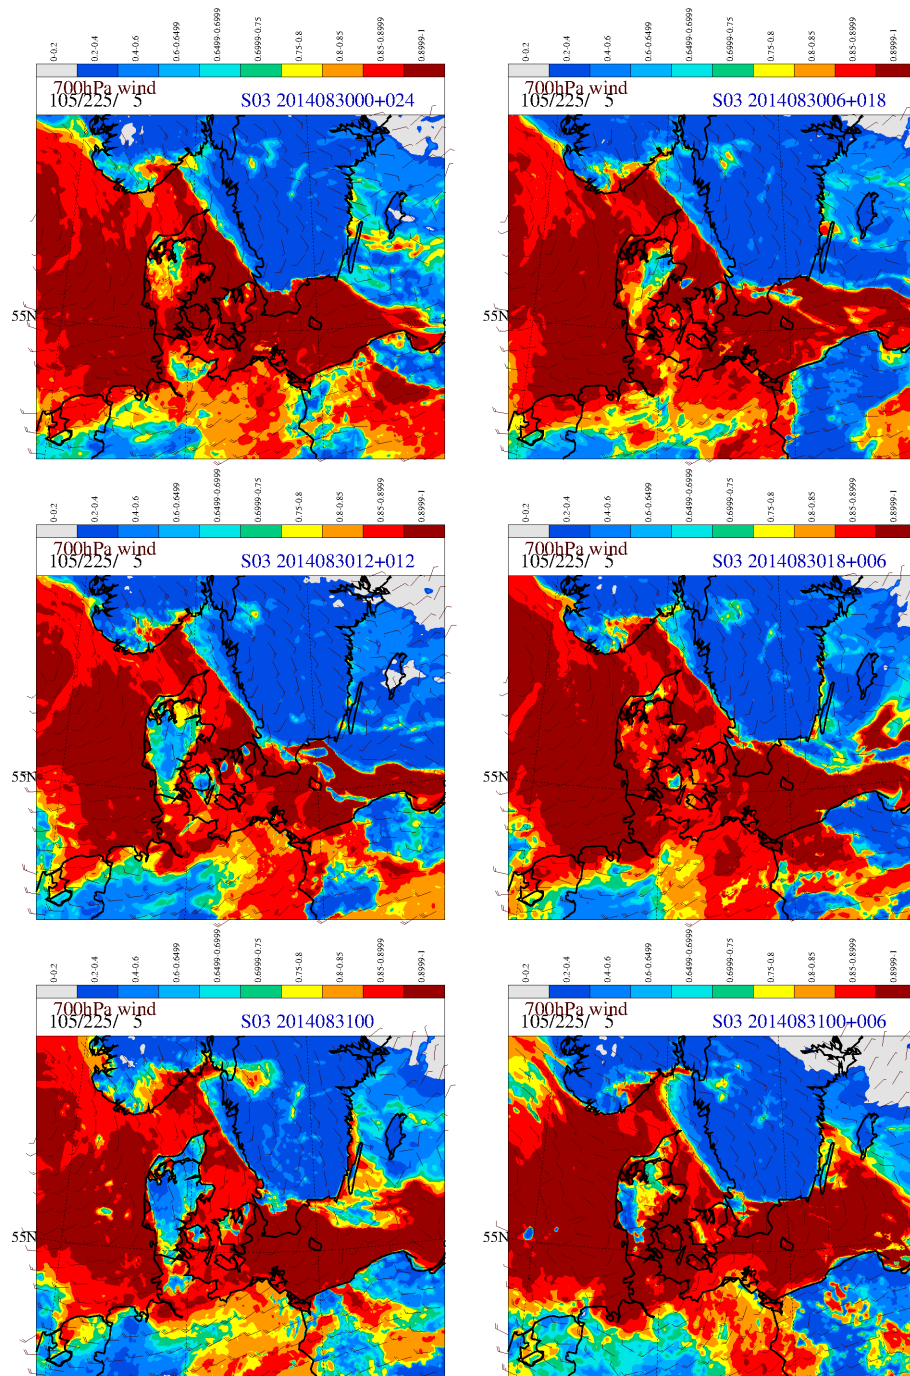 0-0.2 0.2-0.4 0.4-0.6 0.6-0.6499 0.6499-0.6999 0.6999-0.75 0.75-0.8 0.8-0.85 0.85-0.8999 0.8999-1
700hPa wind
105/225/ 5 S03 2014083000+024
55N
0-0.2 0.2-0.4 0.4-0.6 0.6-0.6499 0.6499-0.6999 0.6999-0.75 0.75-0.8 0.8-0.85 0.85-0.8999 0.8999-1
700hPa wind
105/225/ 5 S03 2014083006+018
55N
0-0.2 0.2-0.4 0.4-0.6 0.6-0.6499 0.6499-0.6999 0.6999-0.75 0.75-0.8 0.8-0.85 0.85-0.8999 0.8999-1
700hPa wind
105/225/ 5 S03 2014083012+012
55N
0-0.2 0.2-0.4 0.4-0.6 0.6-0.6499 0.6499-0.6999 0.6999-0.75 0.75-0.8 0.8-0.85 0.85-0.8999 0.8999-1
700hPa wind
105/225/ 5 S03 2014083018+006
55N
0-0.2 0.2-0.4 0.4-0.6 0.6-0.6499 0.6499-0.6999 0.6999-0.75 0.75-0.8 0.8-0.85 0.85-0.8999 0.8999-1
700hPa wind
105/225/ 5 S03 2014083100
55N
0-0.2 0.2-0.4 0.4-0.6 0.6-0.6499 0.6499-0.6999 0.6999-0.75 0.75-0.8 0.8-0.85 0.85-0.8999 0.8999-1
700hPa wind
105/225/ 5 S03 2014083100+006
55N